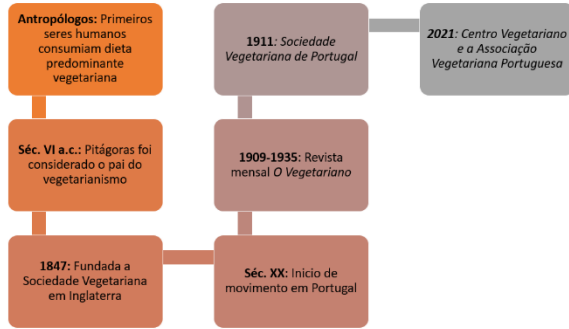 Antropólogos: Primeiros
seres humanos
consumiam dieta
predominante
vegetariana
Séc. VI a.c.: Pitágoras foi
considerado o pai do
vegetarianismo
1847: Fundada a
Sociedade Vegetariana
em Inglaterra
Séc. XX: Inicio de
movimento em Portugal
1909-1935: Revista
mensal O Vegetariano
1911: Sociedade
Vegetariana de Portugal
2021: Centro Vegetariano
e a Associação
Vegetariana Portuguesa